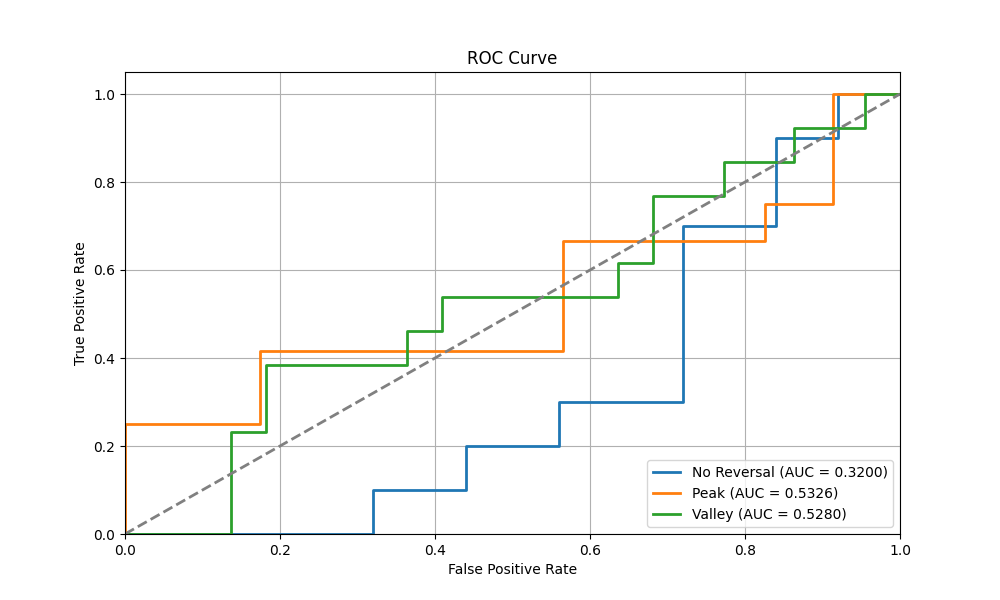 ROC Curve
True Positive Rate
1.0
0.8
0.6
0.4
0.2
0.0
No Reversal (AUC = 0.3200)
Peak (AUC = 0.5326)
Valley (AUC = 0.5280)
0.0 0.2 0.4 0.6 0.8 1.0
False Positive Rate